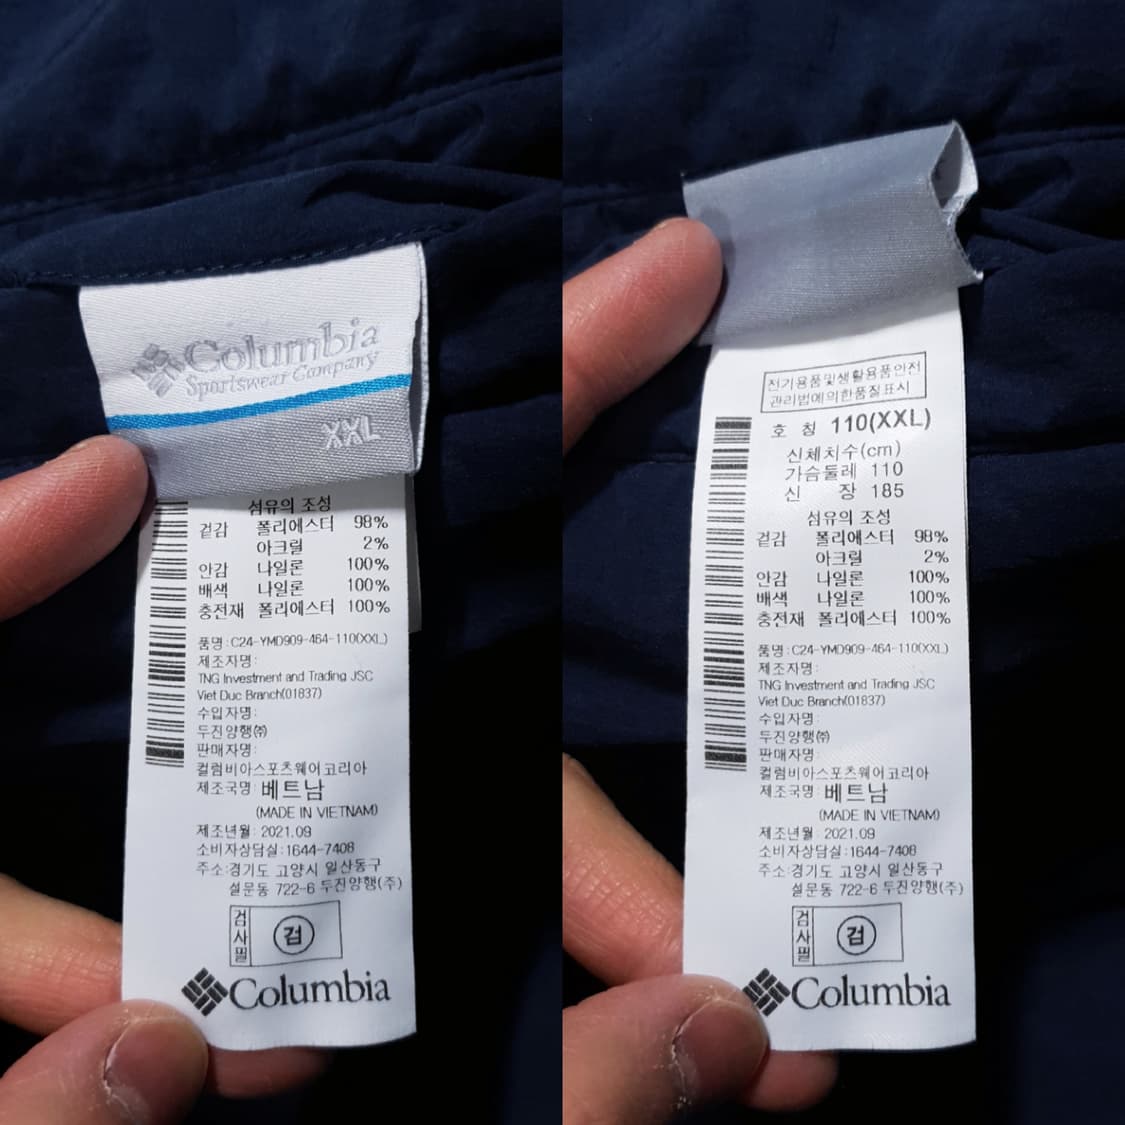 Columbia
Sportswear Company
XXL
섬유의 조성
겉감 폴리에스터 98%
아크릴 2%
안감 나일론 100%
배색 나일론 100%
충전재 폴리에스터 100%
품명:C24-YMD909-464-110(XXL)
제조자명:
TNG Investment and Trading JSC
Viet Duc Branch(01837)
수입자명:
두진양행㈜
판매자명:
컬럼비아스포츠웨어코리아
제조국명:베트남
(MADE IN VIETNAM)
제조년월:2021.09
소비자상담실:1644-7408
주소:경기도 고양시 일산동구
설문동 722-6 두진양행(주)
검사필
검
Columbia
전기용품및생활용품안전
관리법에의한품질표시
호 칭 110(XXL)
신체치수(cm)
가슴둘레 110
신 장 185
섬유의 조성
겉감 폴리에스터 98%
아크릴 2%
안감 나일론 100%
배색 나일론 100%
충전재 폴리에스터 100%
품명:C24-YMD909-464-110(XXL)
제조자명:
TNG Investment and Trading JSC
Viet Duc Branch(01837)
수입자명:
두진양행㈜
판매자명:
컬럼비아스포츠웨어코리아
제조국명:베트남
(MADE IN VIETNAM)
제조년월:2021.09
소비자상담실:1644-7408
주소:경기도 고양시 일산동구
설문동 722-6 두진양행(주)
검사필
검
Columbia